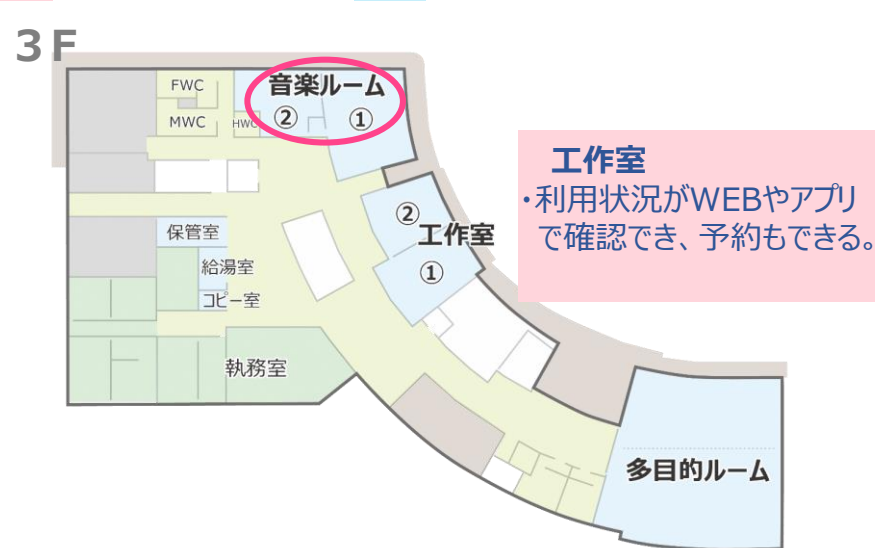 3F
FWC
音楽ルーム
MWC
HWC
②
①
工作室
・利用状況がWEBやアプリ
で確認でき、予約もできる。
②
工作室
①
保管室
給湯室
コピー室
執務室
多目的ルーム